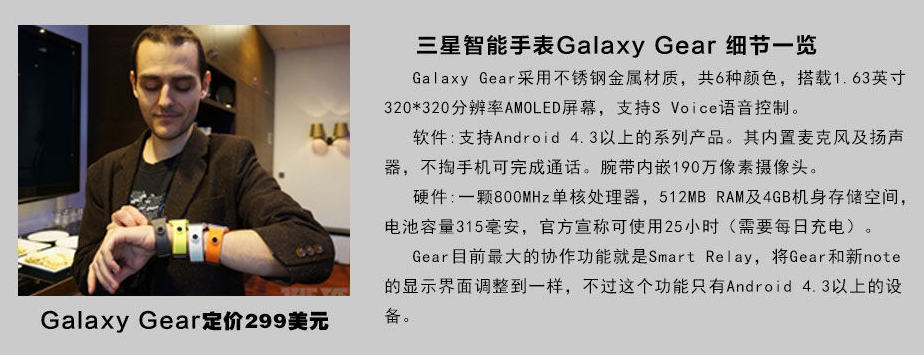 三星智能手表Galaxy Gear 细节一览
Galaxy Gear采用不锈钢金属材质，共6种颜色，搭载1.63英寸
320*320分辨率AMOLED屏幕，支持S Voice语音控制。
软件:支持Android 4.3以上的系列产品。其内置麦克风及扬声
器，不掏手机可完成通话。腕带内嵌190万像素摄像头。
硬件:一颗800MHz单核处理器，512MB RAM及4GB机身存储空间，
电池容量315毫安，官方宣称可使用25小时（需要每日充电）。
Gear目前最大的协作功能就是Smart Relay，将Gear和新note
的显示界面调整到一样，不过这个功能只有Android 4.3以上的设
备。
Galaxy Gear定价299美元